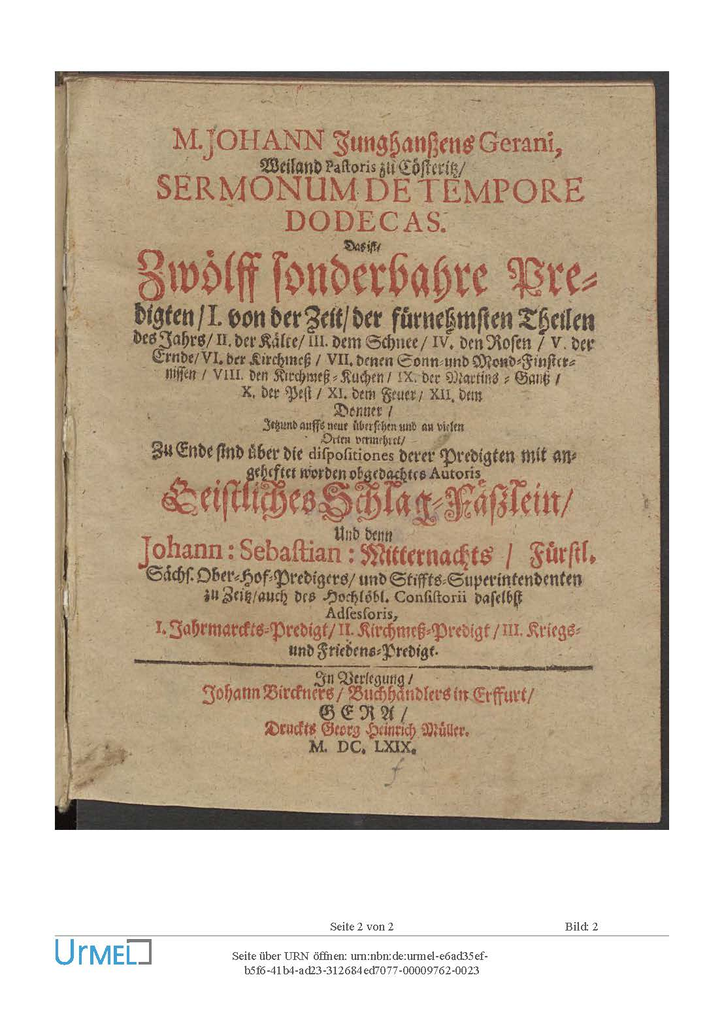 M. JOHANN Junghanßens Gerani,
Weiland Pastoris zu Cösteritz/
SERMONUM DE TEMPORE
DODECAS.
Das ist/
Zwölff sonderbahre Pre-
digten/I. von der Zeit/der fürnehmsten Theilen
des Jahrs/ II. der Kälte/ III. dem Schnee/ IV. den Rosen / V. der
Ernde/ VI. der Kirchmeß / VII. denen Sonn-und Mond-Finster-
nissen / VIII. den Kirchmeß-Kuchen/ IX. der Martins-Ganß /
X. der Pest / XI. dem Feuer/ XII. dem
Donner /
Jetzund auffs neue übersehen und an vielen
Orten vermehret/
Zu Ende sind über die dispositiones derer Predigten mit an-
geheftet worden obgedachtes Autoris
Geistliches Schlag-Fäßlein/
Und denn
Johann: Sebastian: Mitternachts / Fürstl.
Sächs. Ober-Hof-Predigers/ und Stiffts-Superintendenten
zu Zeitz/auch des Hochlöbl. Consistorii daselbst
Adsessoris,
I. Jahrmarckts-Predigt/ II. Kirchmeß-Predigt / III. Kriegs-
und Friedens-Predigt.
In Verlegung /
Johann Birckners / Buchhändlers in Erffurt/
GERA /
Druckts Georg Heinrich Müller.
M. DC. LXIX.
f
Seite 2 von 2
Bild: 2
UrMEL
Seite über URN öffnen: urn:nbn:de:urmel-e6ad35ef-
b5f6-41b4-ad23-312684ed7077-00009762-0023